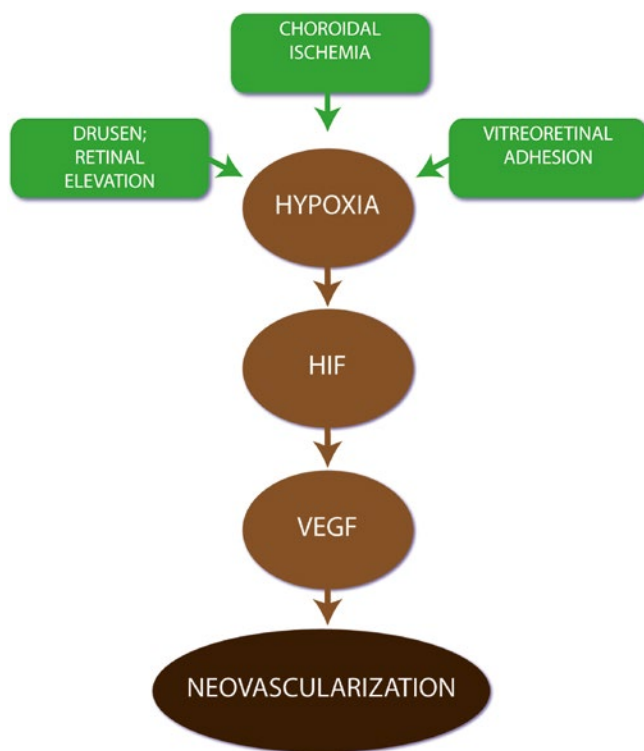 CHOROIDAL
ISCHEMIA
DRUSEN;
RETINAL
ELEVATION
VITREORETINAL
ADHESION
HYPOXIA
HIF
VEGF
NEOVASCULARIZATION